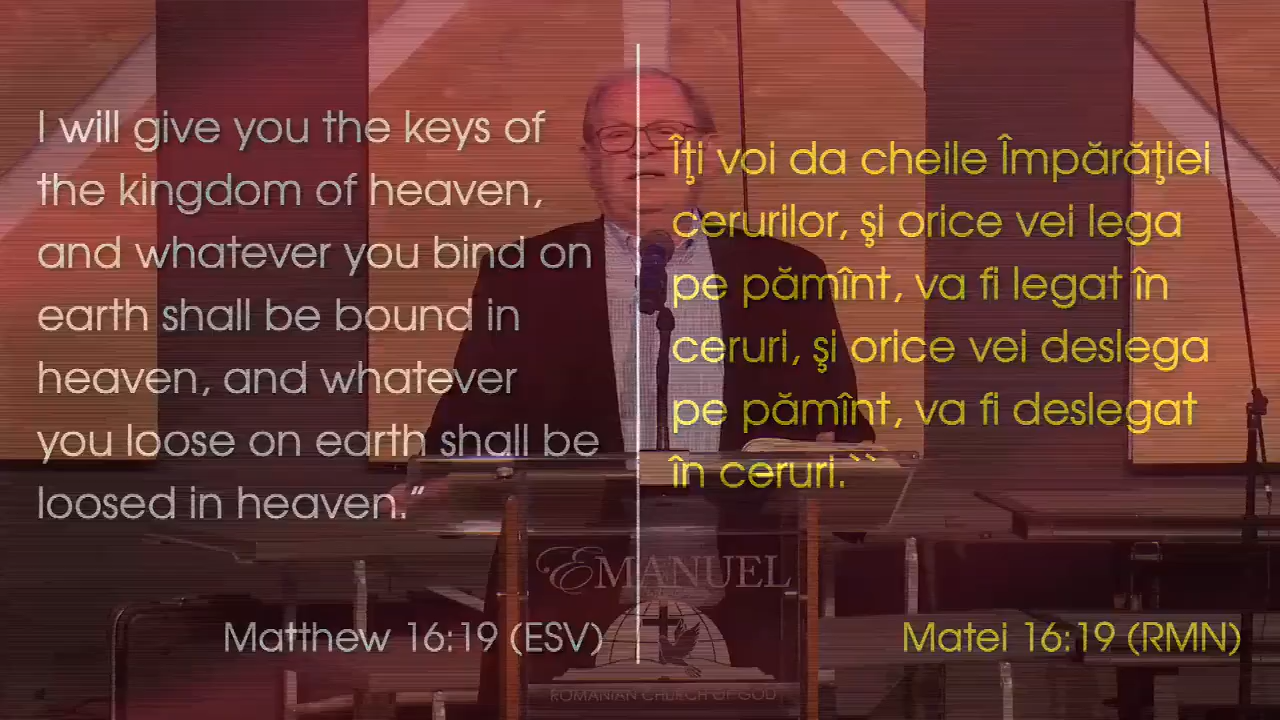 I will give you the keys of
the kingdom of heaven,
and whatever you bind on
earth shall be bound in
heaven, and whatever
you loose on earth shall be
loosed in heaven.”
Matthew 16:19 (ESV)
Îţi voi da cheile Împărăţiei
cerurilor, şi orice vei lega
pe pămînt, va fi legat în
ceruri, şi orice vei deslega
pe pămînt, va fi deslegat
în ceruri.``
Matei 16:19 (RMN)
EMANUEL
ROMANIAN CHURCH OF GOD